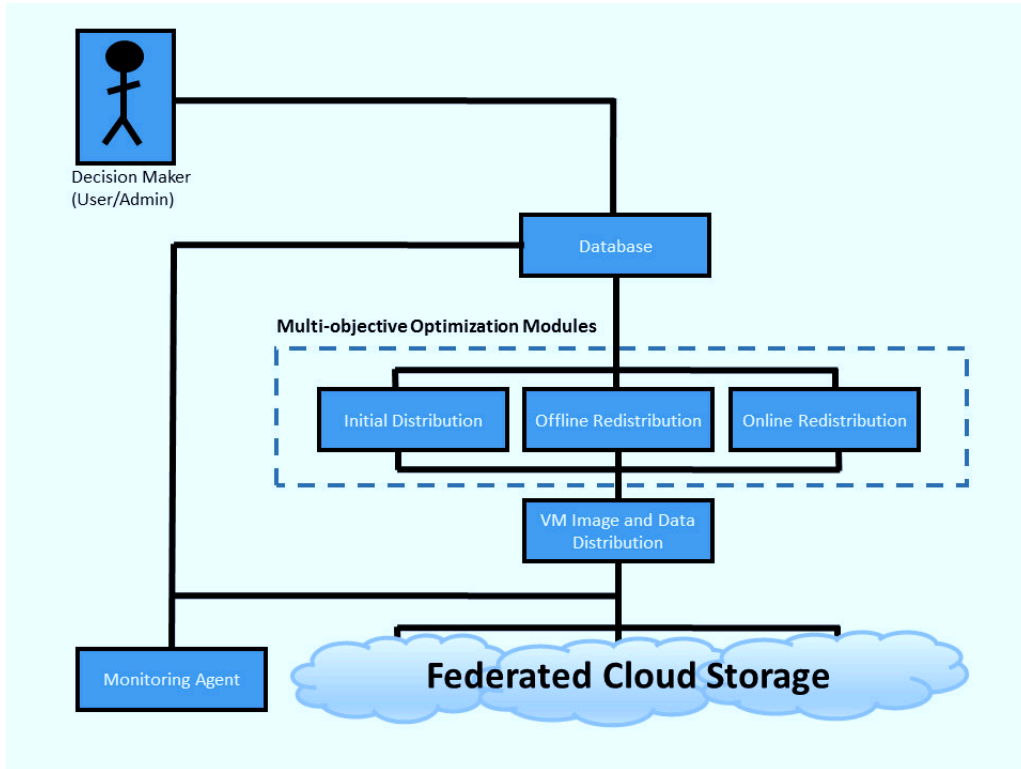 Decision Maker
(User/Admin)
Database
Multi-objective Optimization Modules
Initial Distribution
Offline Redistribution
Online Redistribution
VM Image and Data
Distribution
Monitoring Agent
Federated Cloud Storage